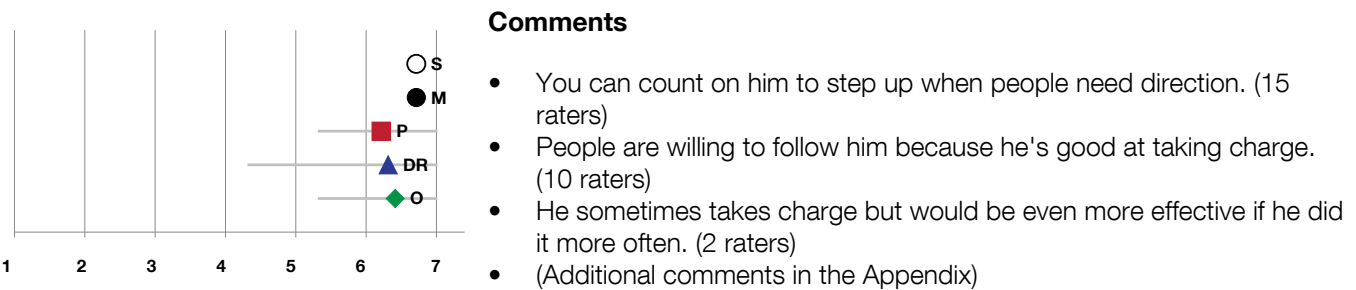 S
M
P
DR
O
1 2 3 4 5 6 7
Comments
• You can count on him to step up when people need direction. (15
raters)
• People are willing to follow him because he's good at taking charge.
(10 raters)
• He sometimes takes charge but would be even more effective if he did
it more often. (2 raters)
• (Additional comments in the Appendix)